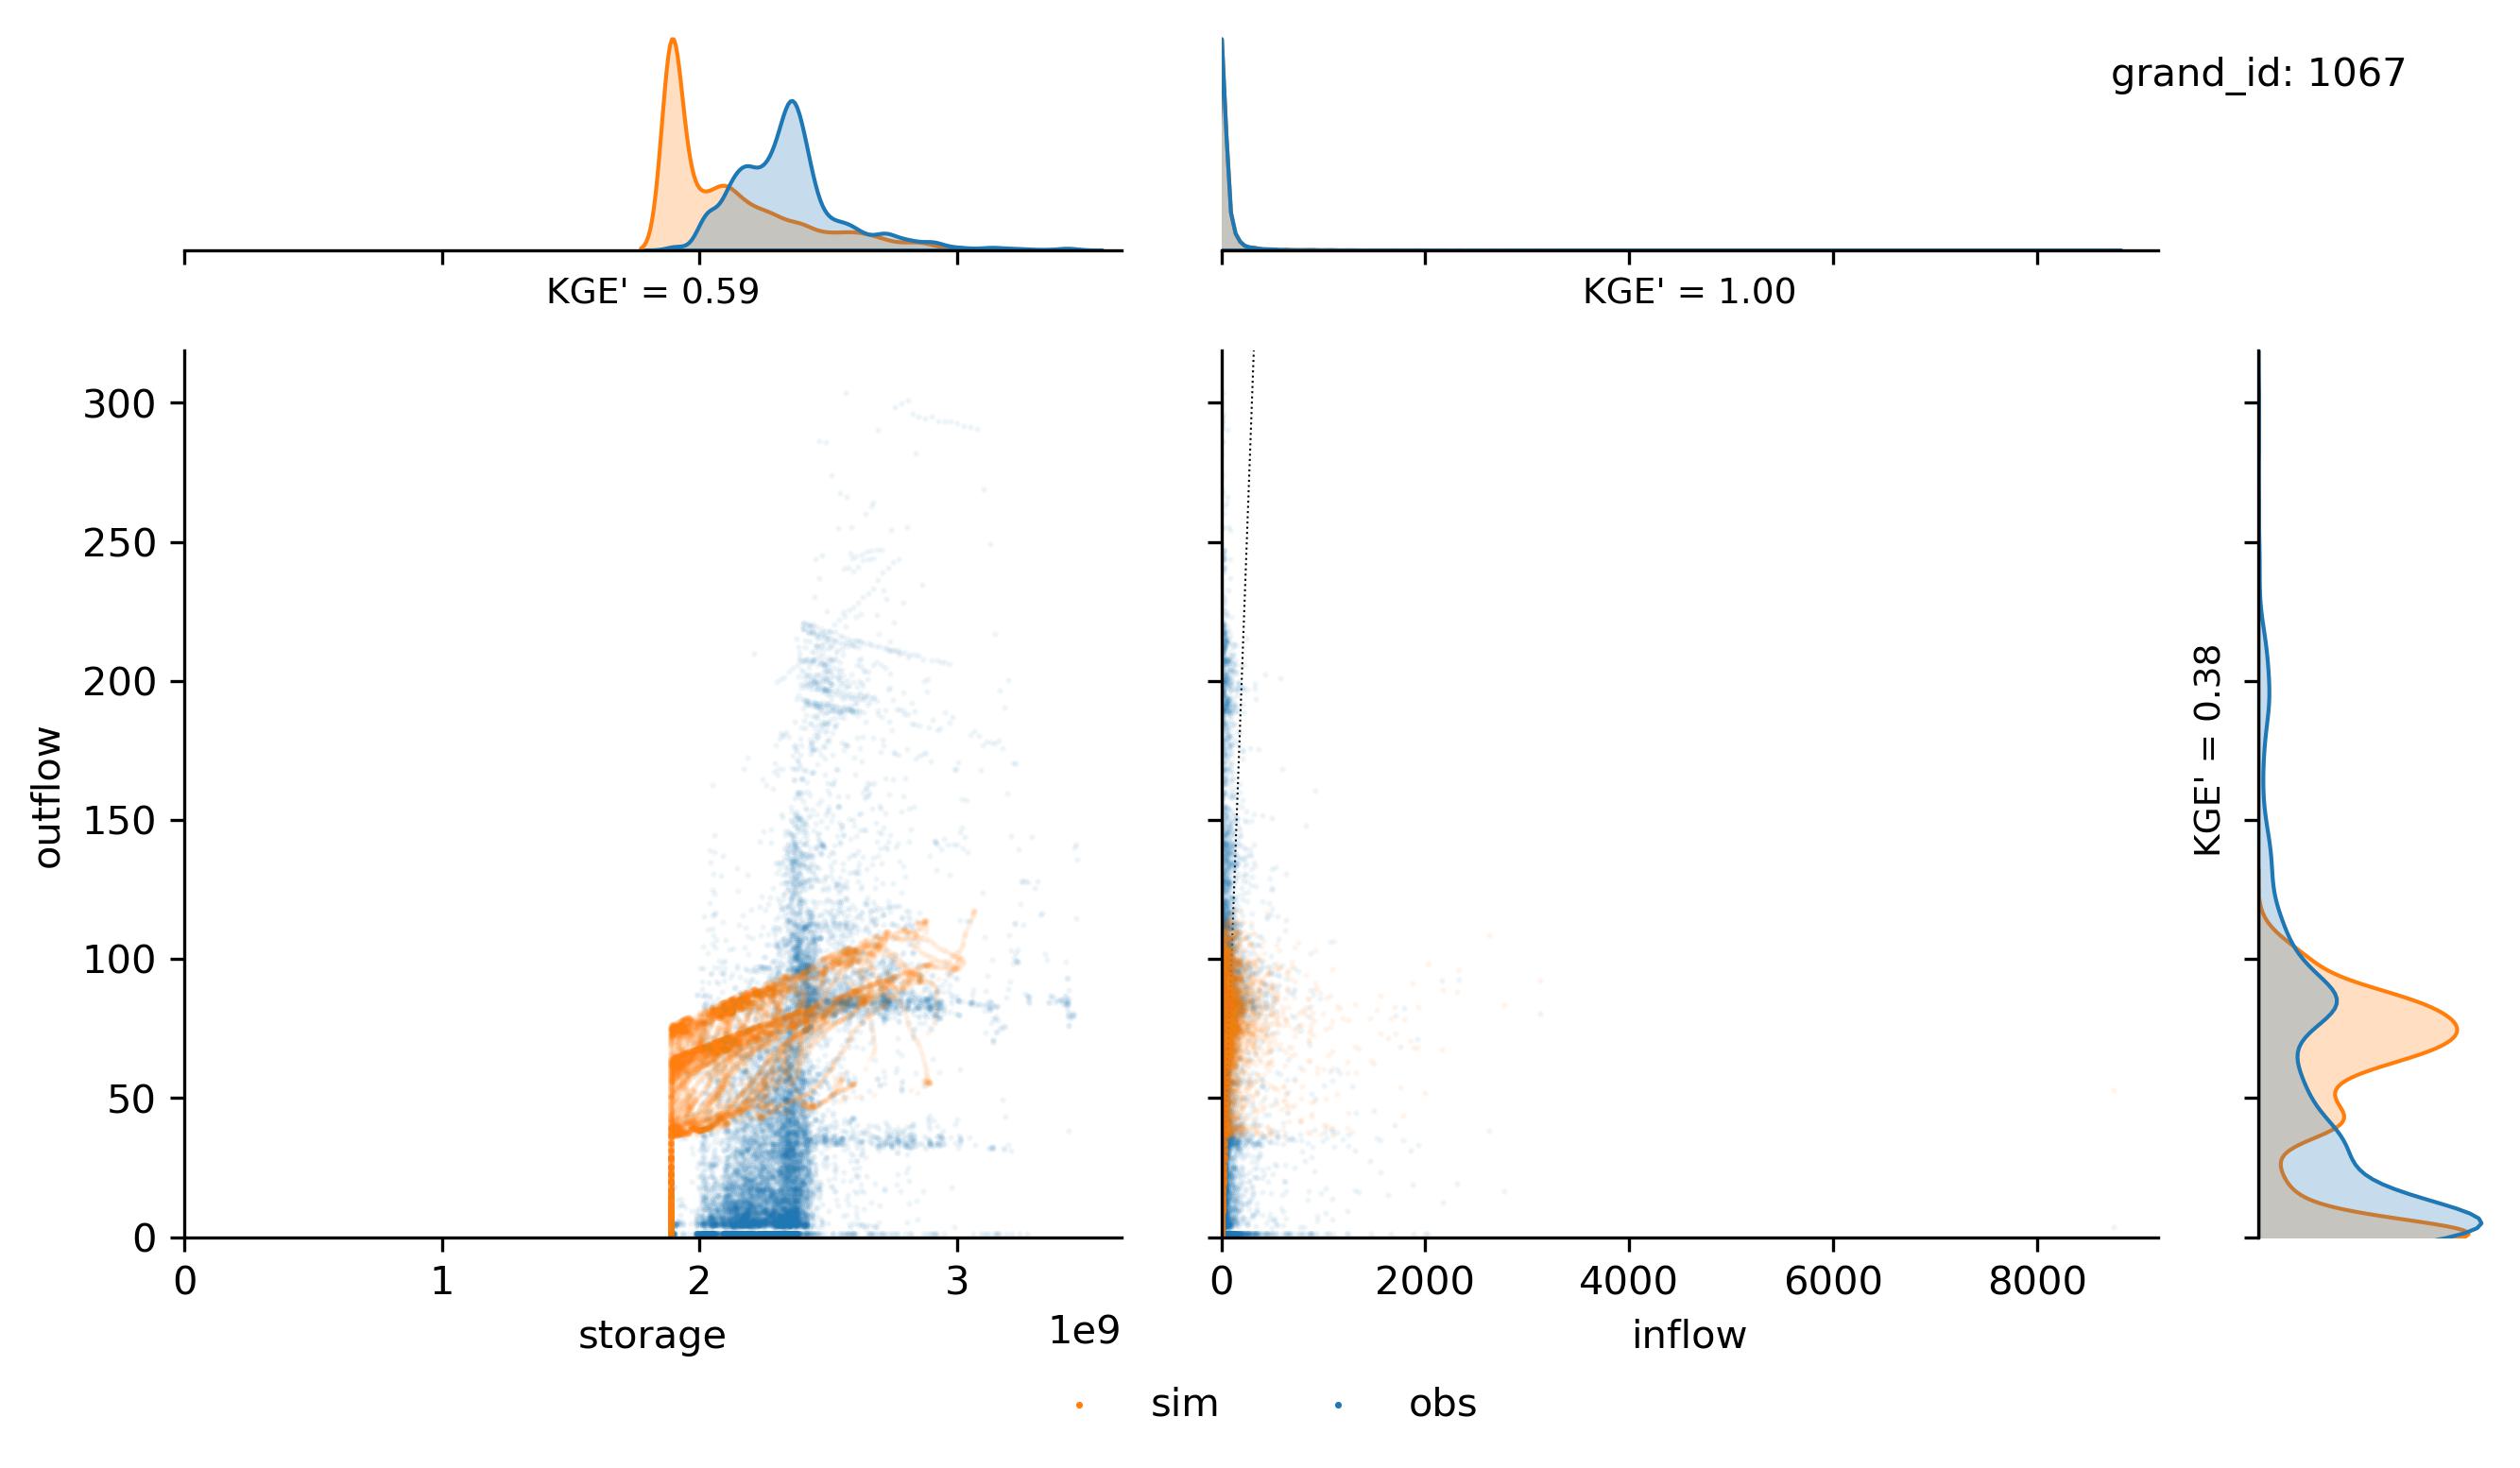 grand_id: 1067
KGE' = 0.59
KGE' = 1.00
300
250
200
150
100
50
0
outflow
KGE' = 0.38
0 1 2 3
0 2000 4000 6000 8000
1e9
storage
inflow
sim obs